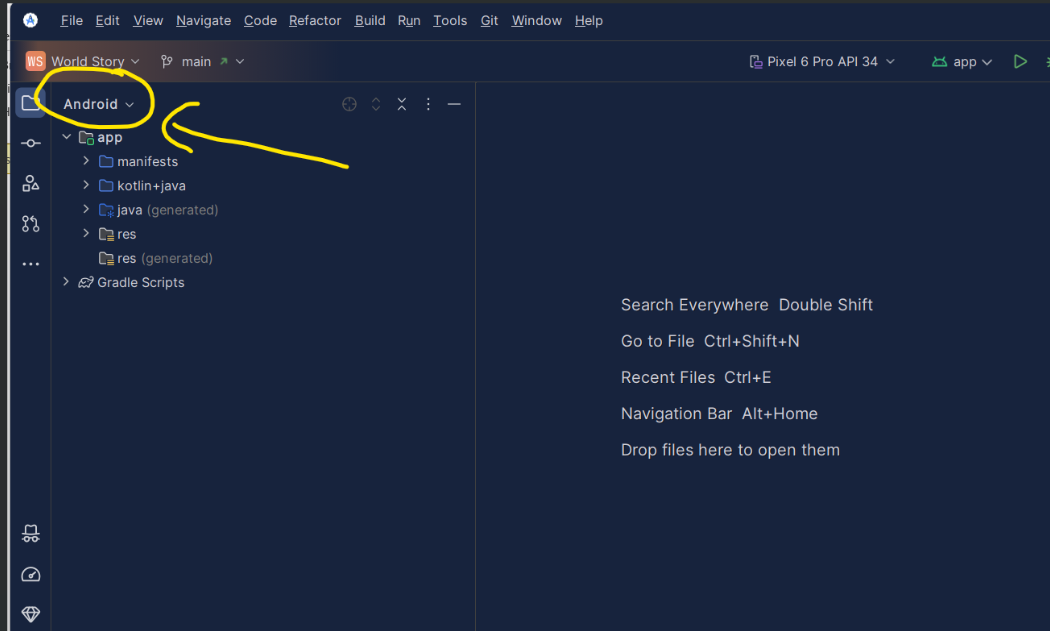 File Edit View Navigate Code Refactor Build Run Tools Git Window Help
WS World Story main Pixel 6 Pro API 34 app
Android
app
manifests
kotlin+java
java (generated)
res
res (generated)
Gradle Scripts
Search Everywhere Double Shift
Go to File Ctrl+Shift+N
Recent Files Ctrl+E
Navigation Bar Alt+Home
Drop files here to open them